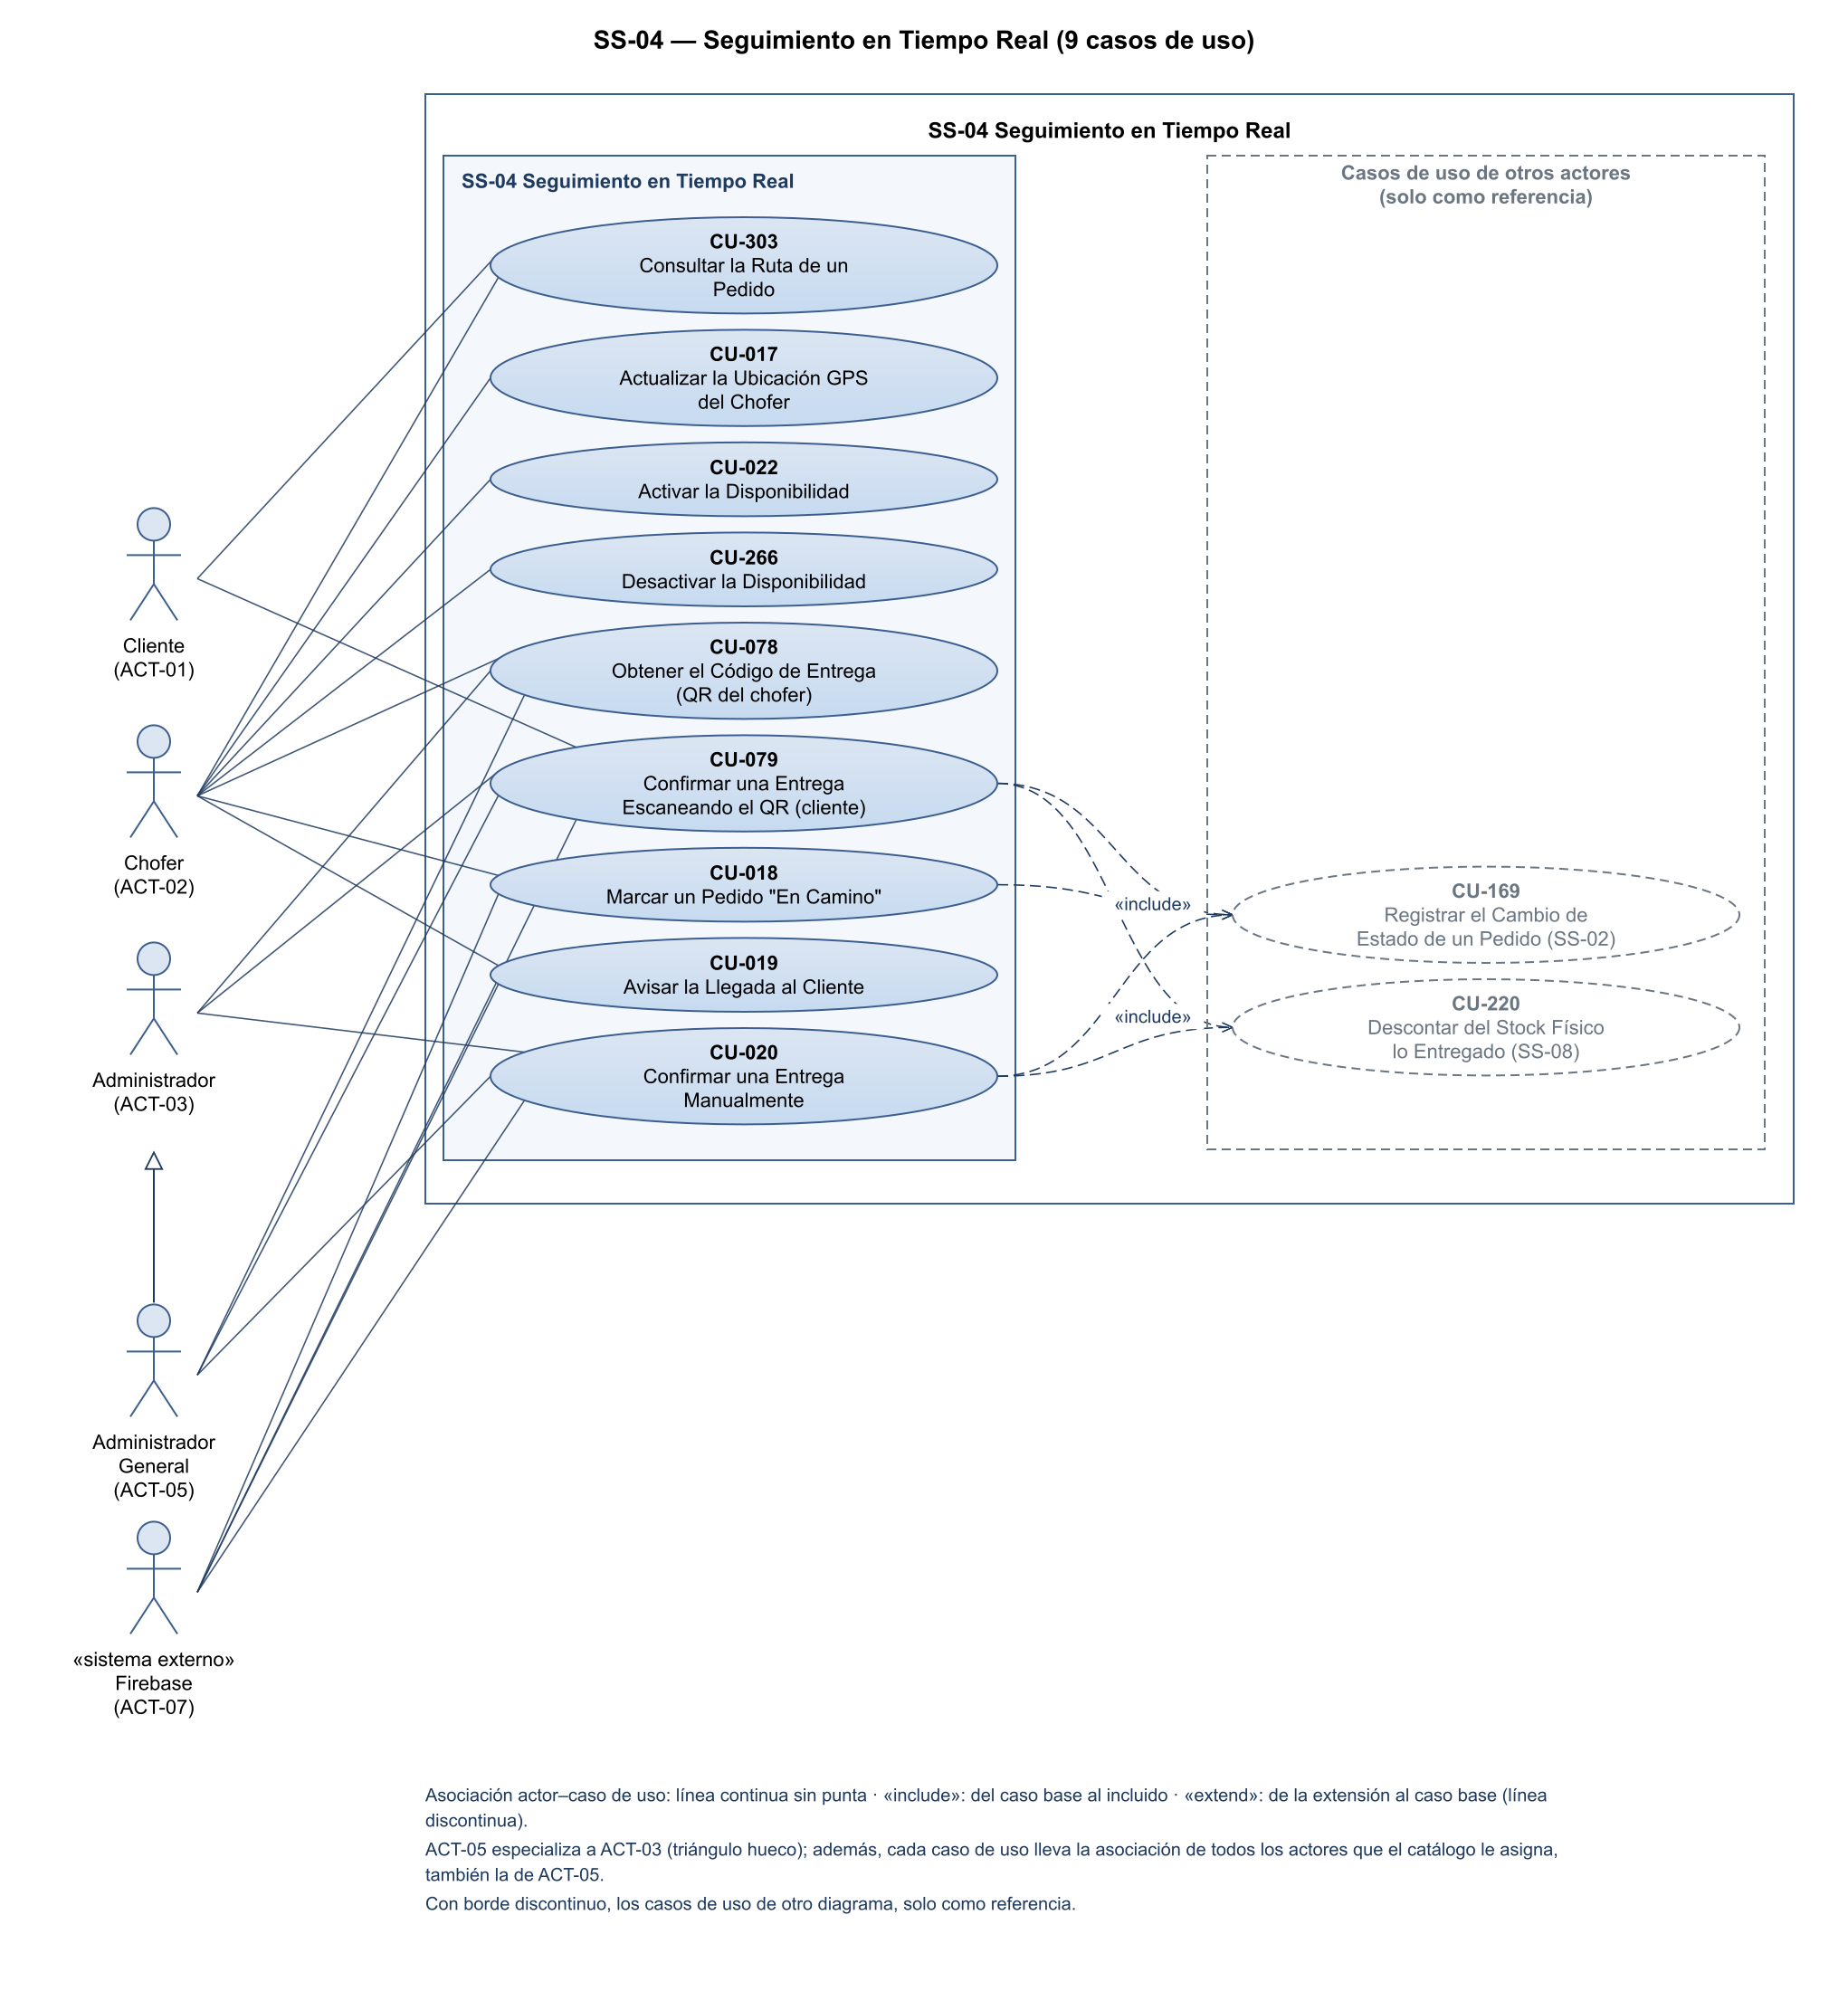 SS-04 — Seguimiento en Tiempo Real (9 casos de uso)
SS-04 Seguimiento en Tiempo Real
SS-04 Seguimiento en Tiempo Real
Casos de uso de otros actores
(solo como referencia)
CU-303
Consultar la Ruta de un
Pedido
CU-017
Actualizar la Ubicación GPS
del Chofer
CU-022
Activar la Disponibilidad
CU-266
Desactivar la Disponibilidad
CU-078
Obtener el Código de Entrega
(QR del chofer)
CU-079
Confirmar una Entrega
Escaneando el QR (cliente)
CU-018
Marcar un Pedido "En Camino"
CU-019
Avisar la Llegada al Cliente
CU-020
Confirmar una Entrega
Manualmente
«include»
«include»
CU-169
Registrar el Cambio de
Estado de un Pedido (SS-02)
CU-220
Descontar del Stock Físico
lo Entregado (SS-08)
Cliente
(ACT-01)
Chofer
(ACT-02)
Administrador
(ACT-03)
Administrador
General
(ACT-05)
«sistema externo»
Firebase
(ACT-07)
Asociación actor–caso de uso: línea continua sin punta · «include»: del caso base al incluido · «extend»: de la extensión al caso base (línea
discontinua).
ACT-05 especializa a ACT-03 (triángulo hueco); además, cada caso de uso lleva la asociación de todos los actores que el catálogo le asigna,
también la de ACT-05.
Con borde discontinuo, los casos de uso de otro diagrama, solo como referencia.